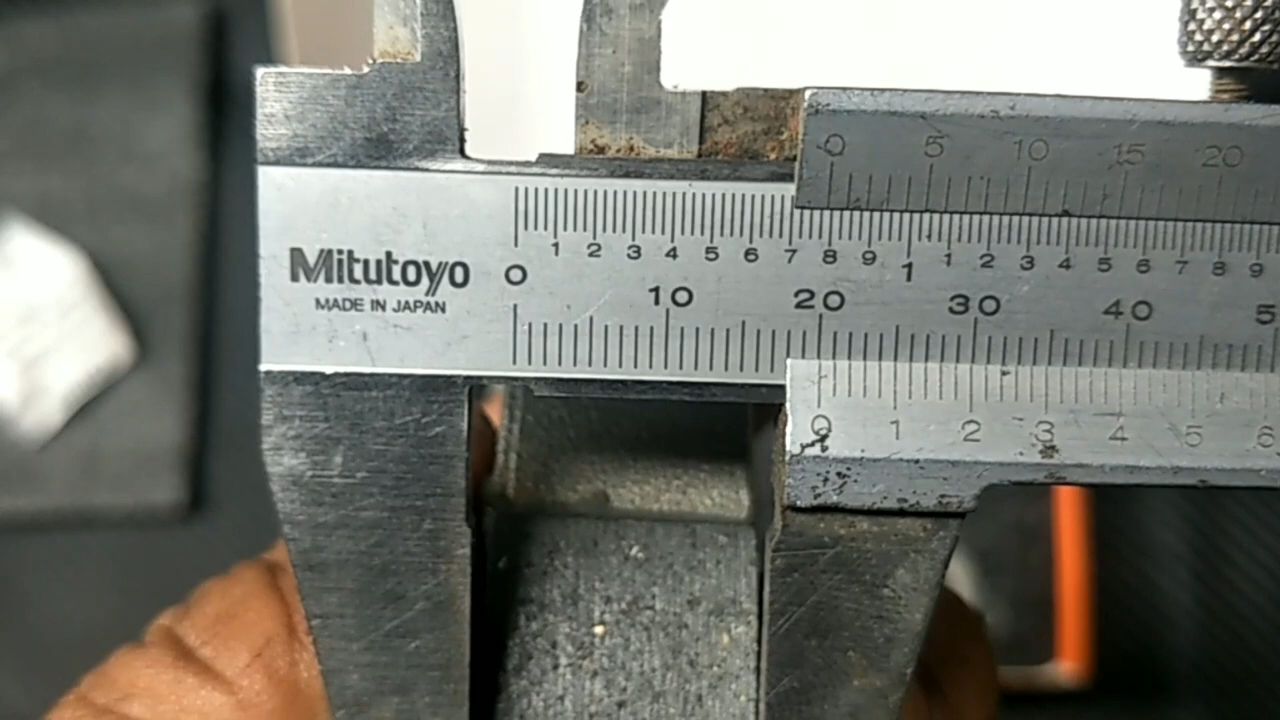 0 5 10 15 20
1 2 3 4 5 6 7 8 9 1 1 2 3 4 5 6 7 8 9
Mitutoyo 0
MADE IN JAPAN
10 20 30 40 5
0 1 2 3 4 5 6